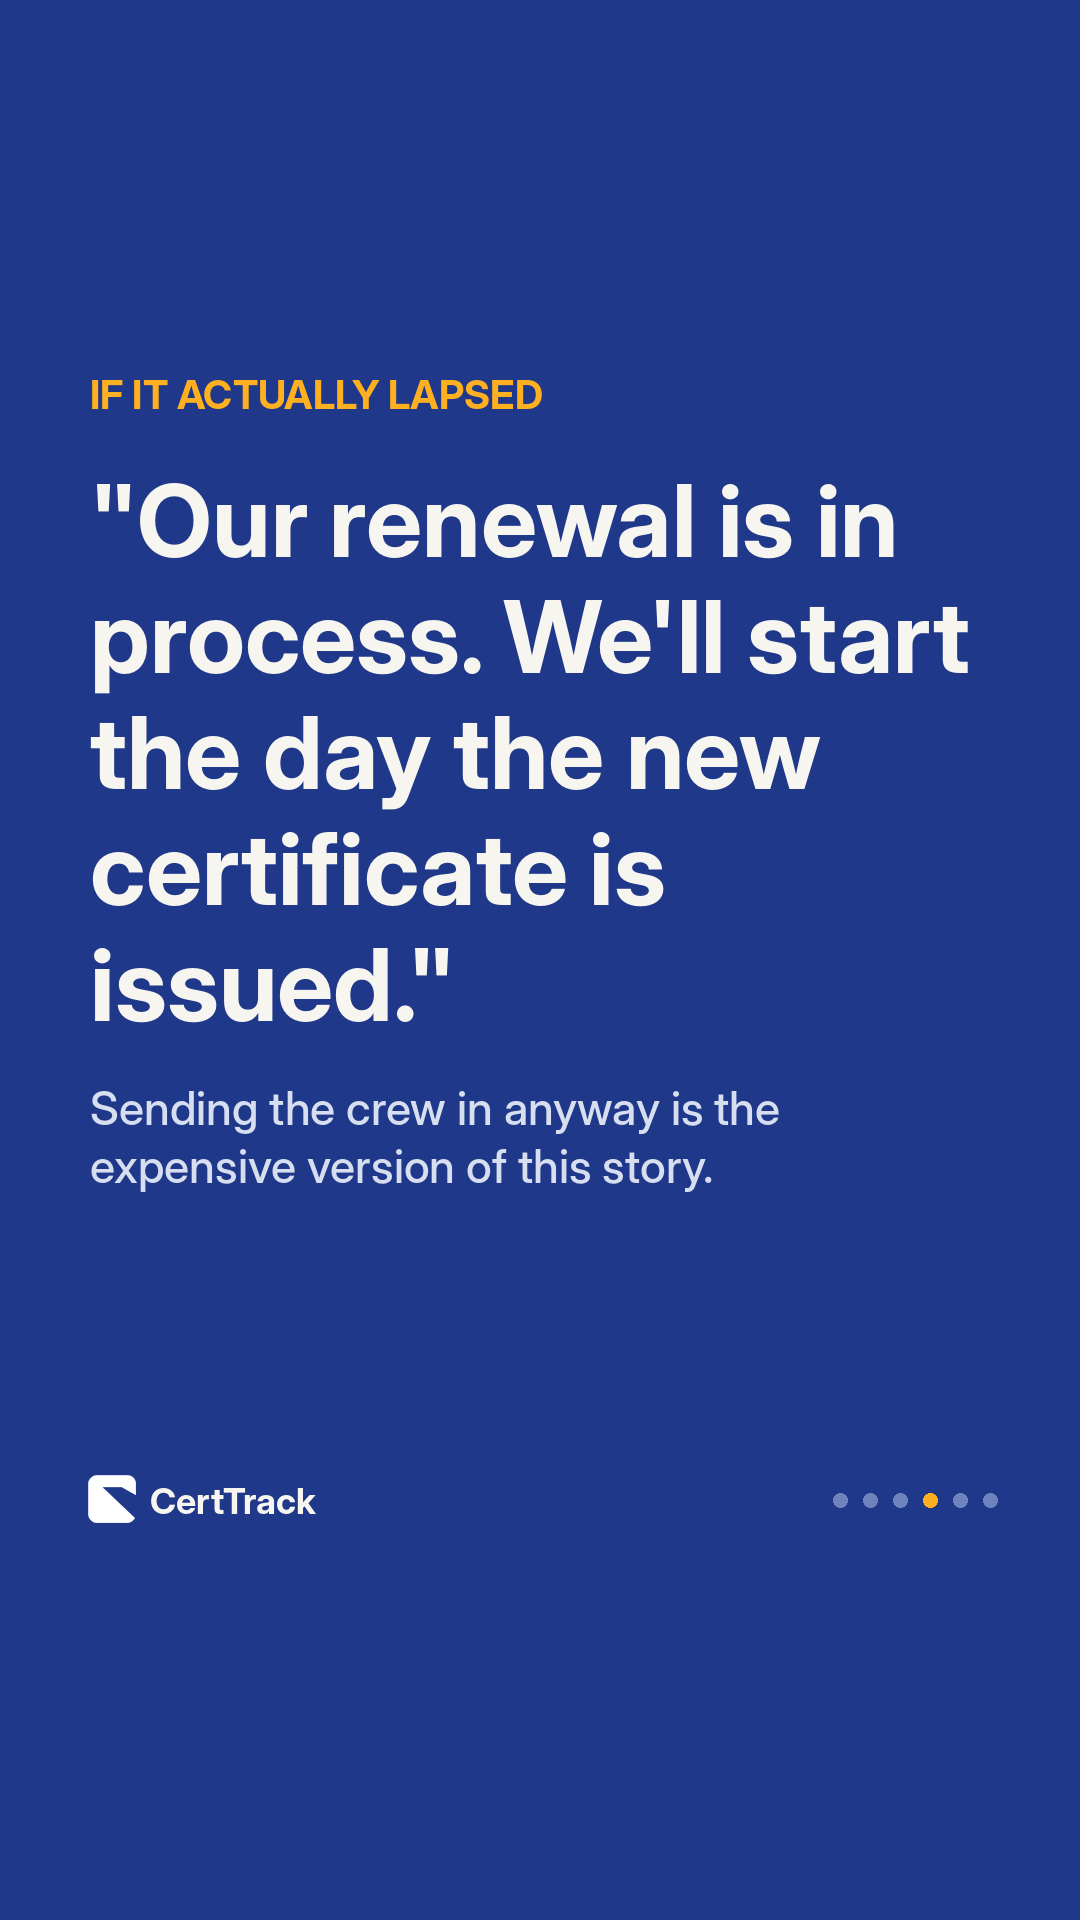 IF IT ACTUALLY LAPSED
"Our renewal is in
process. We'll start
the day the new
certificate is
issued."
Sending the crew in anyway is the
expensive version of this story.
CertTrack